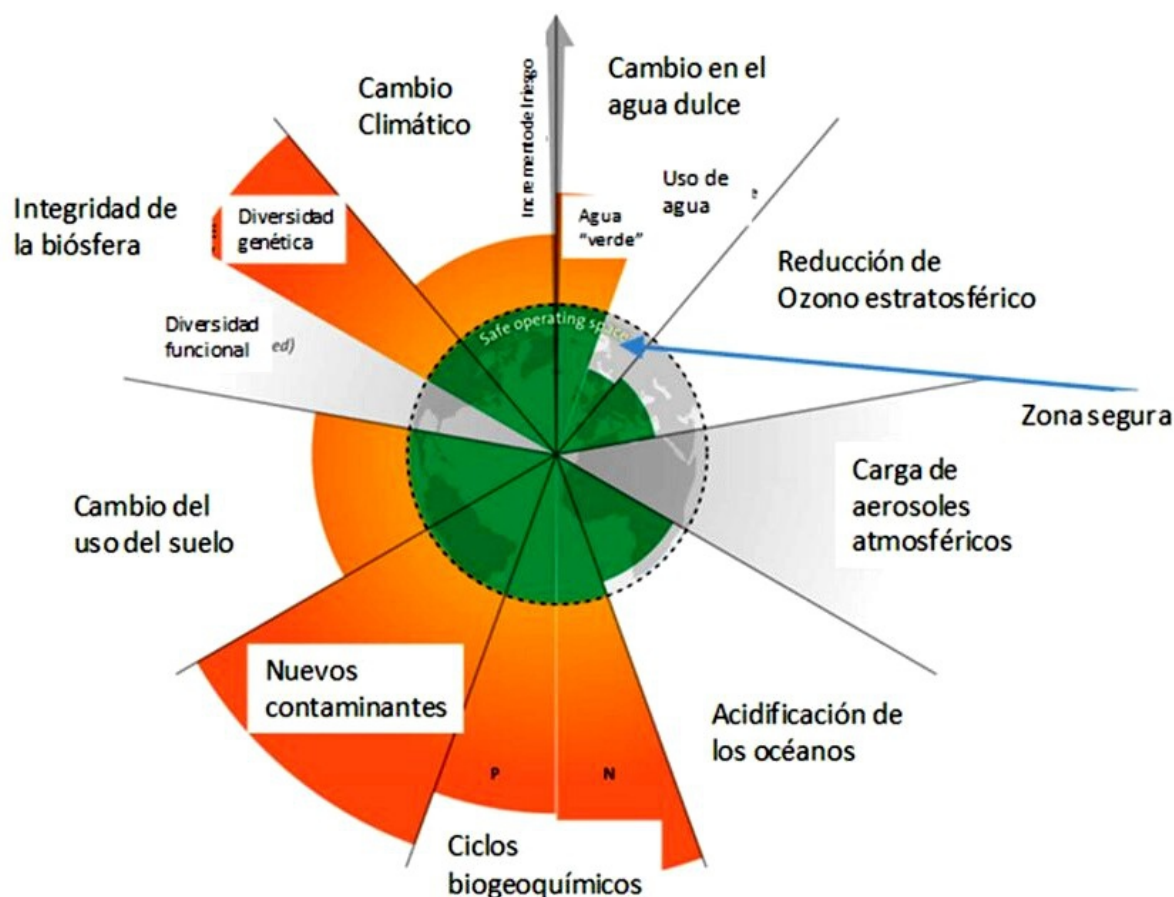 Cambio
Climático
Incremento del riesgo
Cambio en el
agua dulce
Uso de
agua
Agua
"verde"
Reducción de
Ozono estratosférico
Zona segura
Safe operating space
Carga de
aerosoles
atmosféricos
Acidificación de
los océanos
Ciclos
biogeoquímicos
P
N
Nuevos
contaminantes
Cambio del
uso del suelo
Integridad de
la biósfera
Diversidad
genética
Diversidad
funcional
ed)